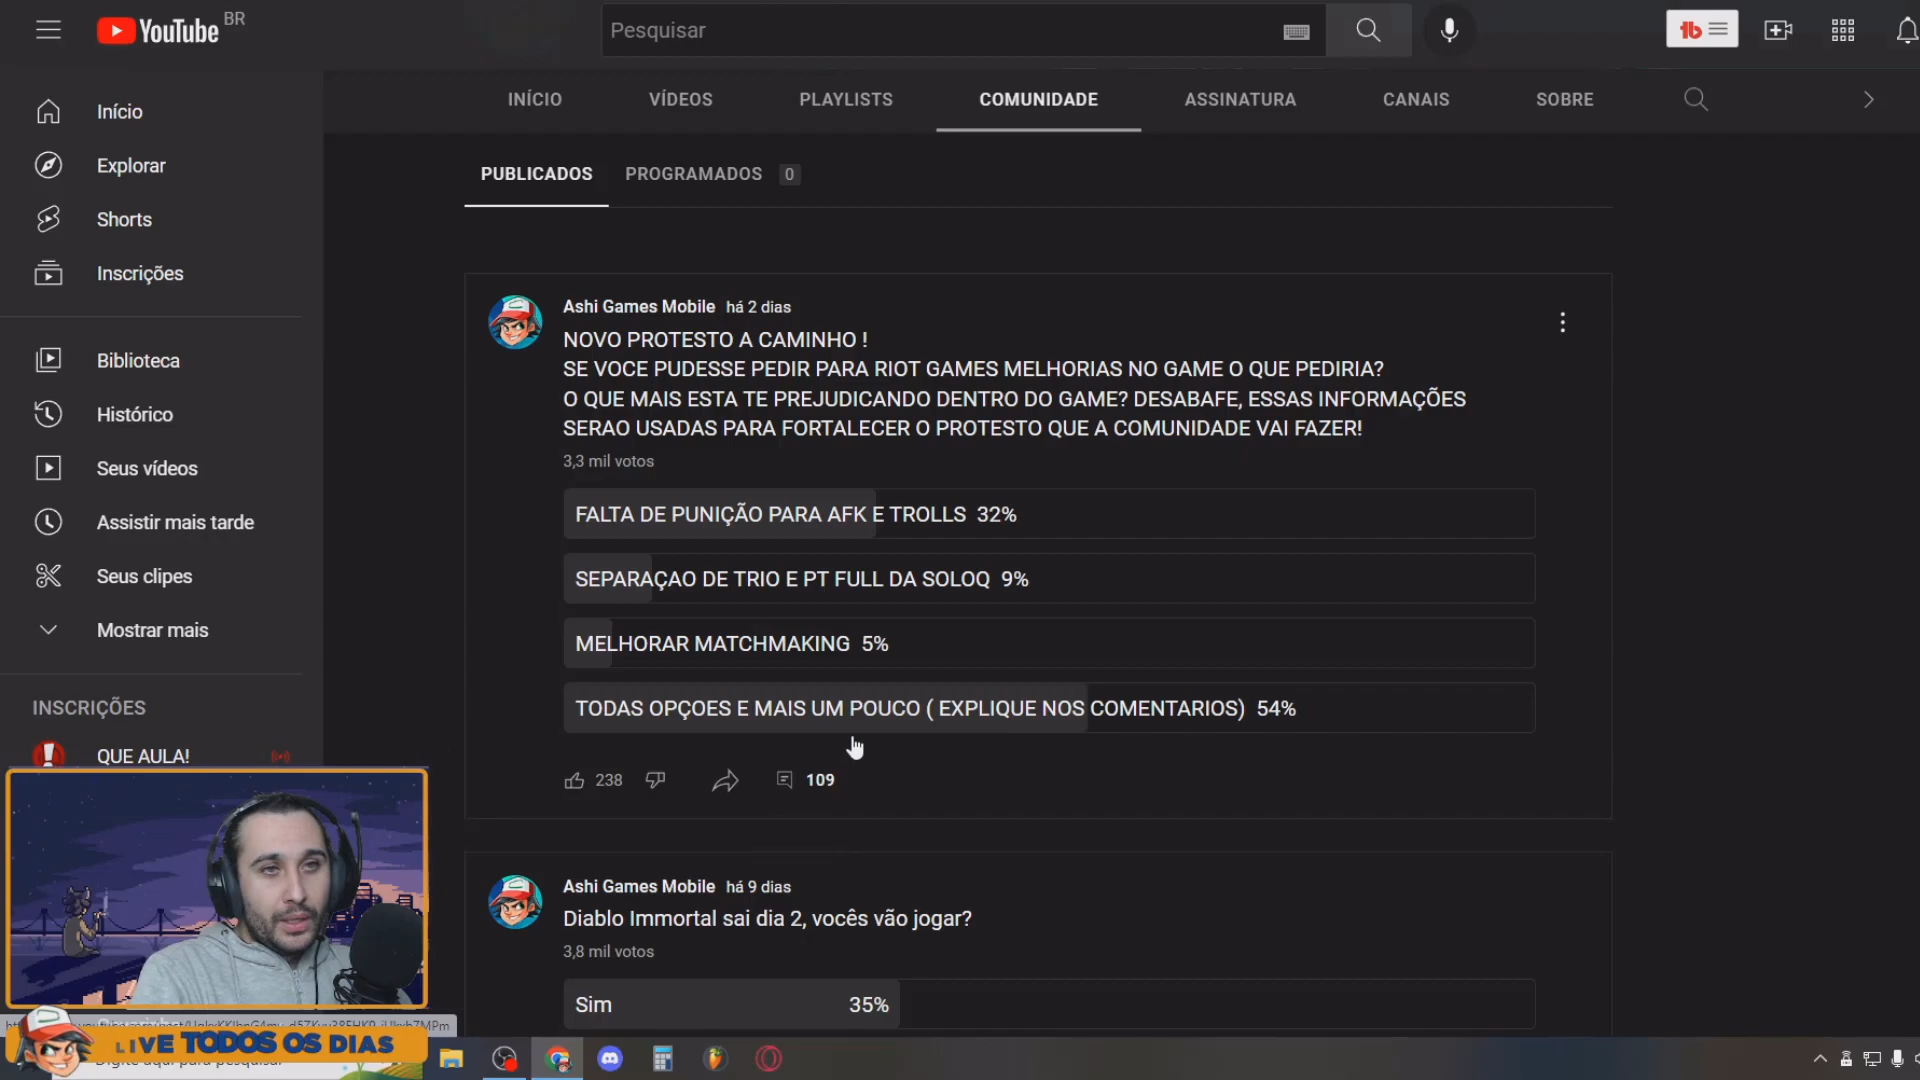 YouTube BR
Pesquisar
INÍCIO
VÍDEOS
PLAYLISTS
COMUNIDADE
ASSINATURA
CANAIS
SOBRE
Início
Explorar
Shorts
Inscrições
Biblioteca
Histórico
Seus vídeos
Assistir mais tarde
Seus clipes
Mostrar mais
INSCRIÇÕES
QUE AULA!
PUBLICADOS
PROGRAMADOS 0
Ashi Games Mobile há 2 dias
NOVO PROTESTO A CAMINHO !
SE VOCE PUDESSE PEDIR PARA RIOT GAMES MELHORIAS NO GAME O QUE PEDIRIA?
O QUE MAIS ESTA TE PREJUDICANDO DENTRO DO GAME? DESABAFE, ESSAS INFORMAÇÕES
SERAO USADAS PARA FORTALECER O PROTESTO QUE A COMUNIDADE VAI FAZER!
3,3 mil votos
FALTA DE PUNIÇÃO PARA AFK E TROLLS 32%
SEPARAÇAO DE TRIO E PT FULL DA SOLOQ 9%
MELHORAR MATCHMAKING 5%
TODAS OPÇOES E MAIS UM POUCO ( EXPLIQUE NOS COMENTARIOS) 54%
238
109
Ashi Games Mobile há 9 dias
Diablo Immortal sai dia 2, vocês vão jogar?
3,8 mil votos
Sim 35%
LIVE TODOS OS DIAS